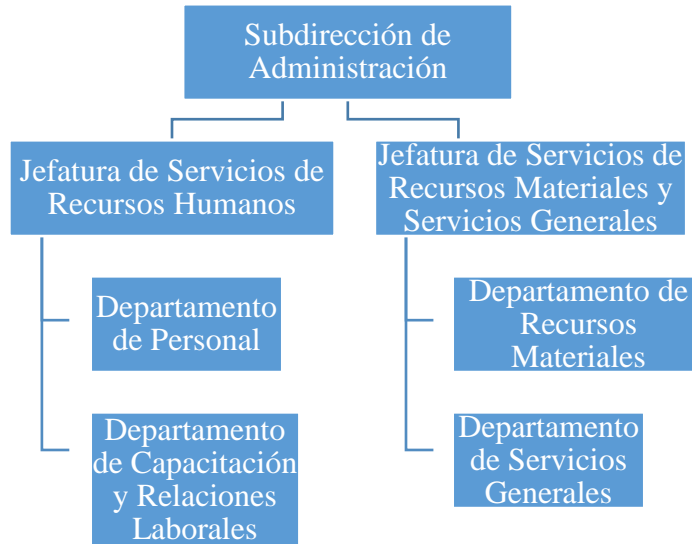 Subdirección de
Administración
Jefatura de Servicios de
Recursos Humanos
Jefatura de Servicios de
Recursos Materiales y
Servicios Generales
Departamento
de Personal
Departamento de
Recursos
Materiales
Departamento
de Capacitación
y Relaciones
Laborales
Departamento
de Servicios
Generales